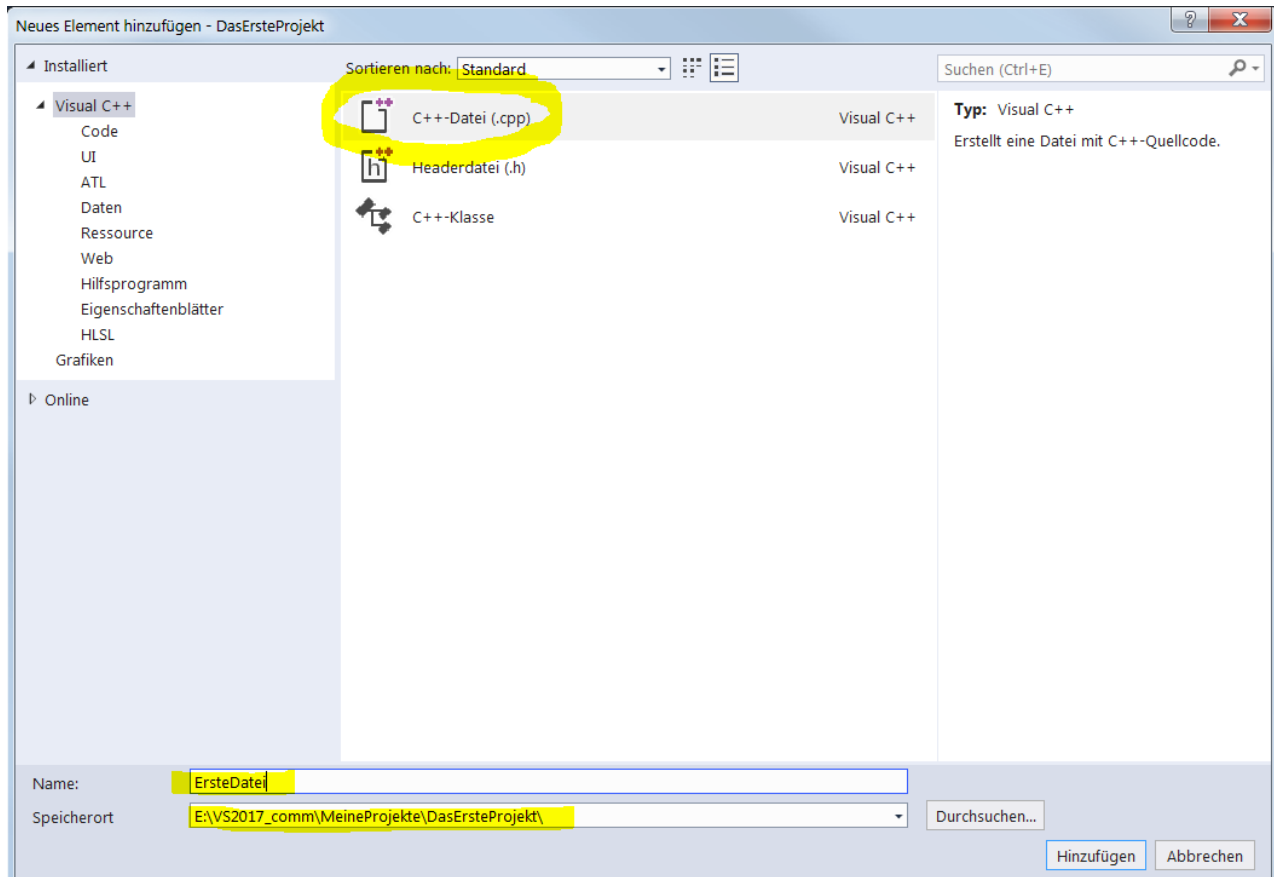 Neues Element hinzufügen - DasErsteProjekt
Installiert
Sortieren nach: Standard
Suchen (Ctrl+E)
Visual C++
Code
UI
ATL
Daten
Ressource
Web
Hilfsprogramm
Eigenschaftenblätter
HLSL
Grafiken
Online
C++-Datei (.cpp) Visual C++
Headerdatei (.h) Visual C++
C++-Klasse Visual C++
Typ: Visual C++
Erstellt eine Datei mit C++-Quellcode.
Name: ErsteDatei
Speicherort E:\VS2017_comm\MeineProjekte\DasErsteProjekt\ Durchsuchen...
Hinzufügen Abbrechen